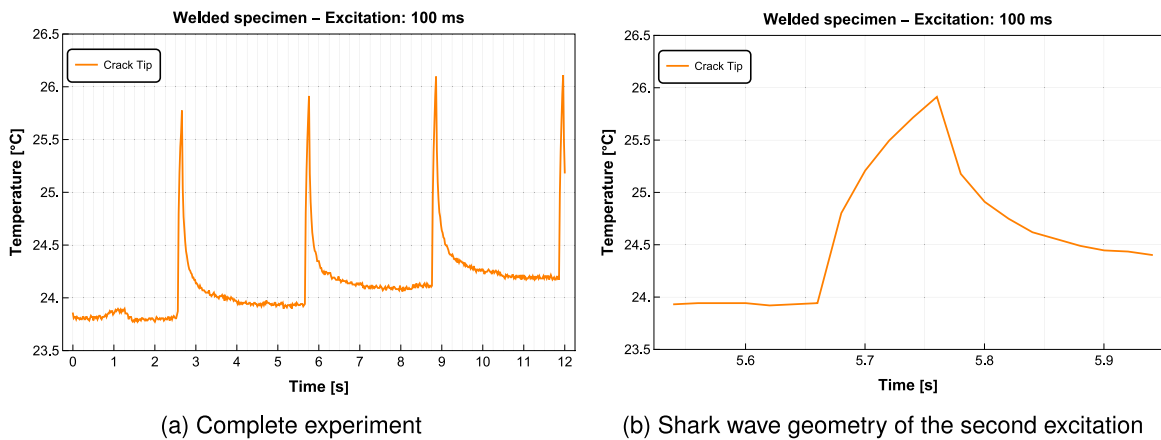 Welded specimen – Excitation: 100 ms
26.5
26.
25.5
25.
24.5
24.
23.5
Temperature [°C]
Crack Tip
0 1 2 3 4 5 6 7 8 9 10 11 12
Time [s]
(a) Complete experiment
Welded specimen – Excitation: 100 ms
26.5
26.
25.5
25.
24.5
24.
23.5
Temperature [°C]
Crack Tip
5.6 5.7 5.8 5.9
Time [s]
(b) Shark wave geometry of the second excitation